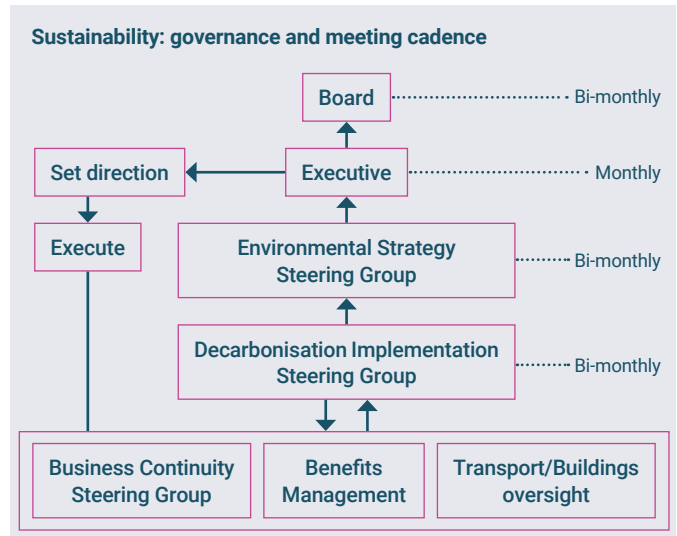 Sustainability: governance and meeting cadence
Board
Bi-monthly
Set direction
Executive
Monthly
Execute
Environmental Strategy
Steering Group
Bi-monthly
Decarbonisation Implementation
Steering Group
Bi-monthly
Business Continuity
Steering Group
Benefits
Management
Transport/Buildings
oversight